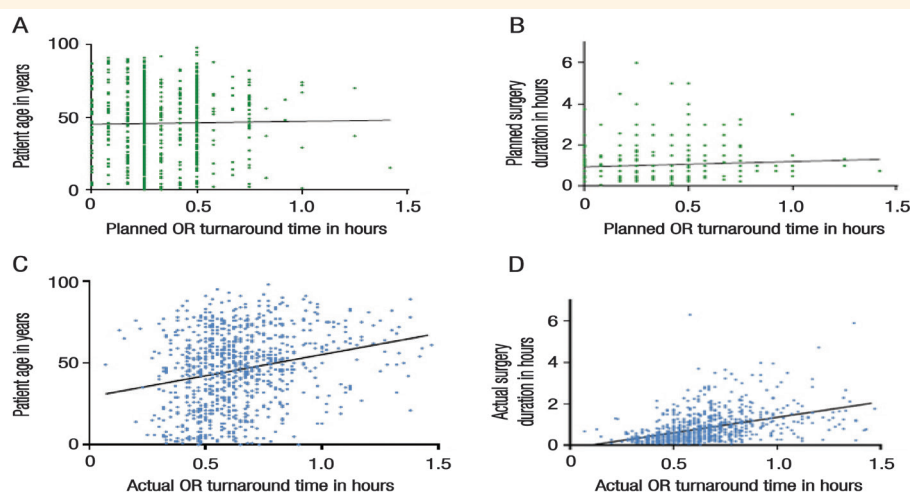 A
Patient age in years
100
50
0
0
0.5
1.0
1.5
Planned OR turnaround time in hours
B
Planned surgery
duration in hours
6
4
2
0
0
0.5
1.0
1.5
Planned OR turnaround time in hours
C
Patient age in years
100
50
0
0
0.5
1.0
1.5
Actual OR turnaround time in hours
D
Actual surgery
duration in hours
6
4
2
0
0
0.5
1.0
1.5
Actual OR turnaround time in hours